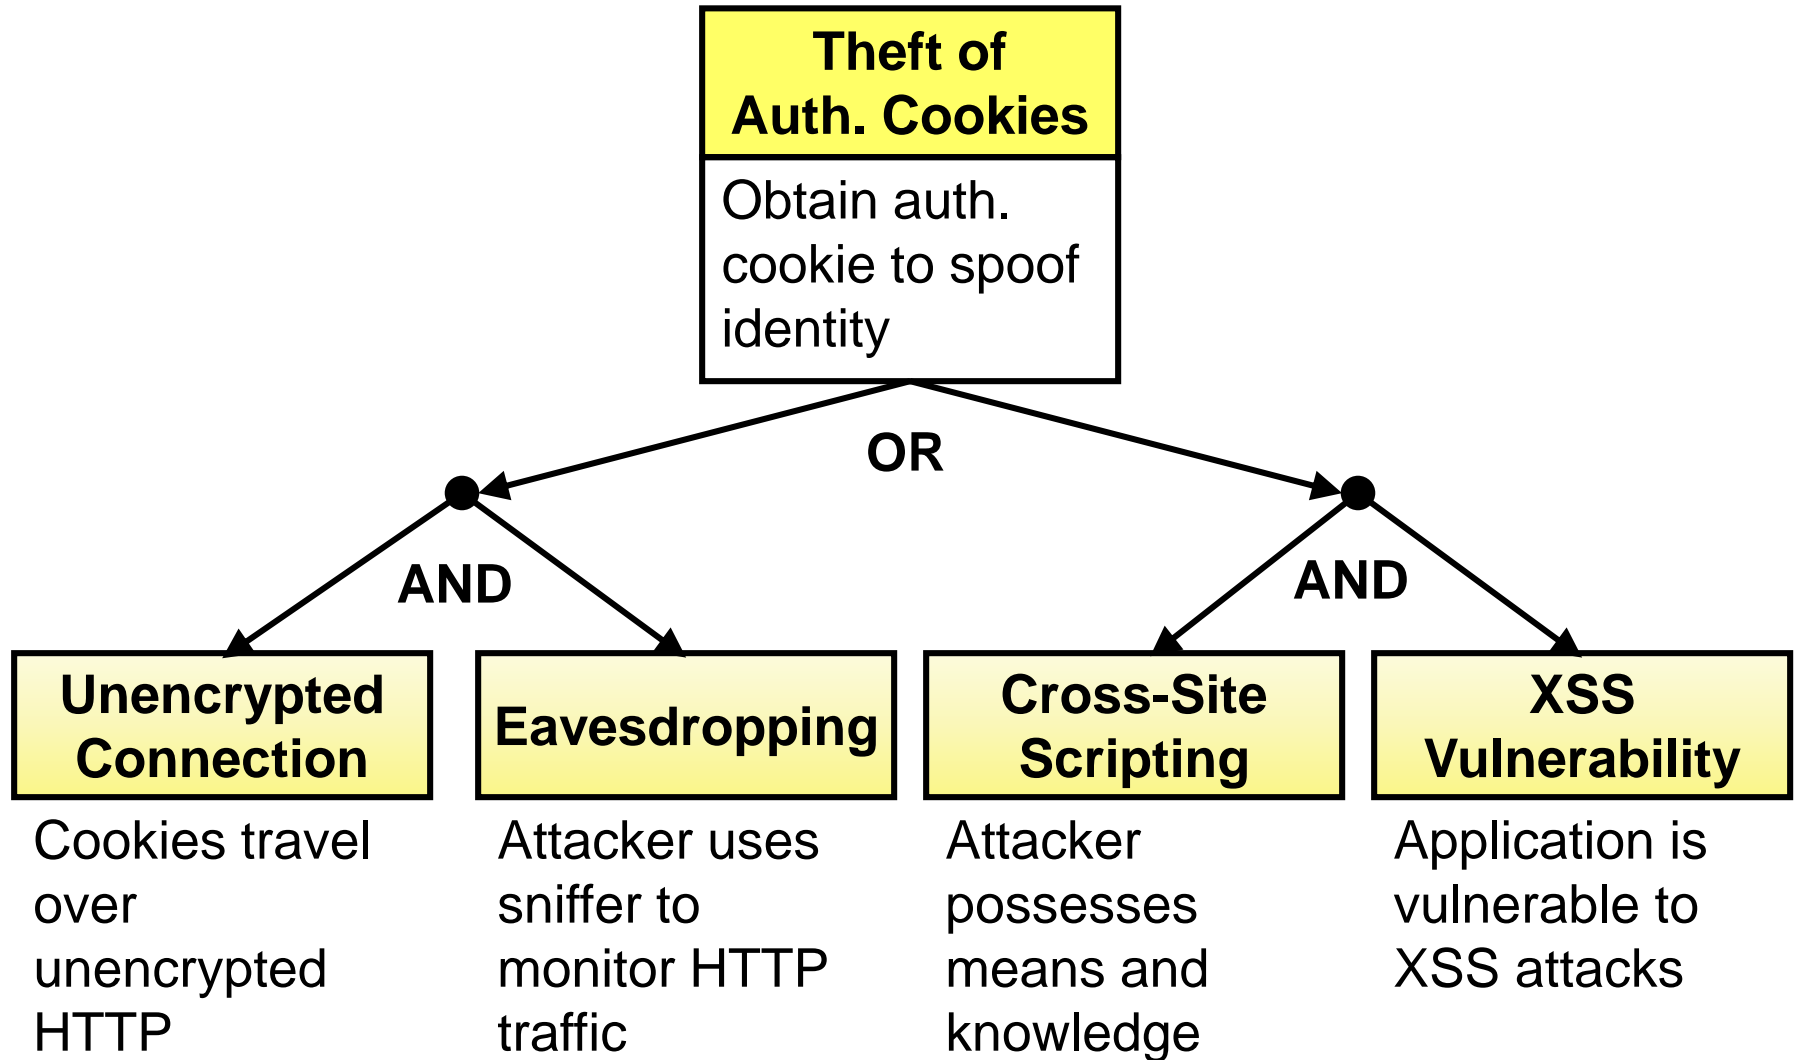 Theft of
Auth. Cookies
Obtain auth.
cookie to spoof
identity
OR
AND
AND
Unencrypted
Connection
Cookies travel
over
unencrypted
HTTP
Eavesdropping
Attacker uses
sniffer to
monitor HTTP
traffic
Cross-Site
Scripting
Attacker
possesses
means and
knowledge
XSS
Vulnerability
Application is
vulnerable to
XSS attacks